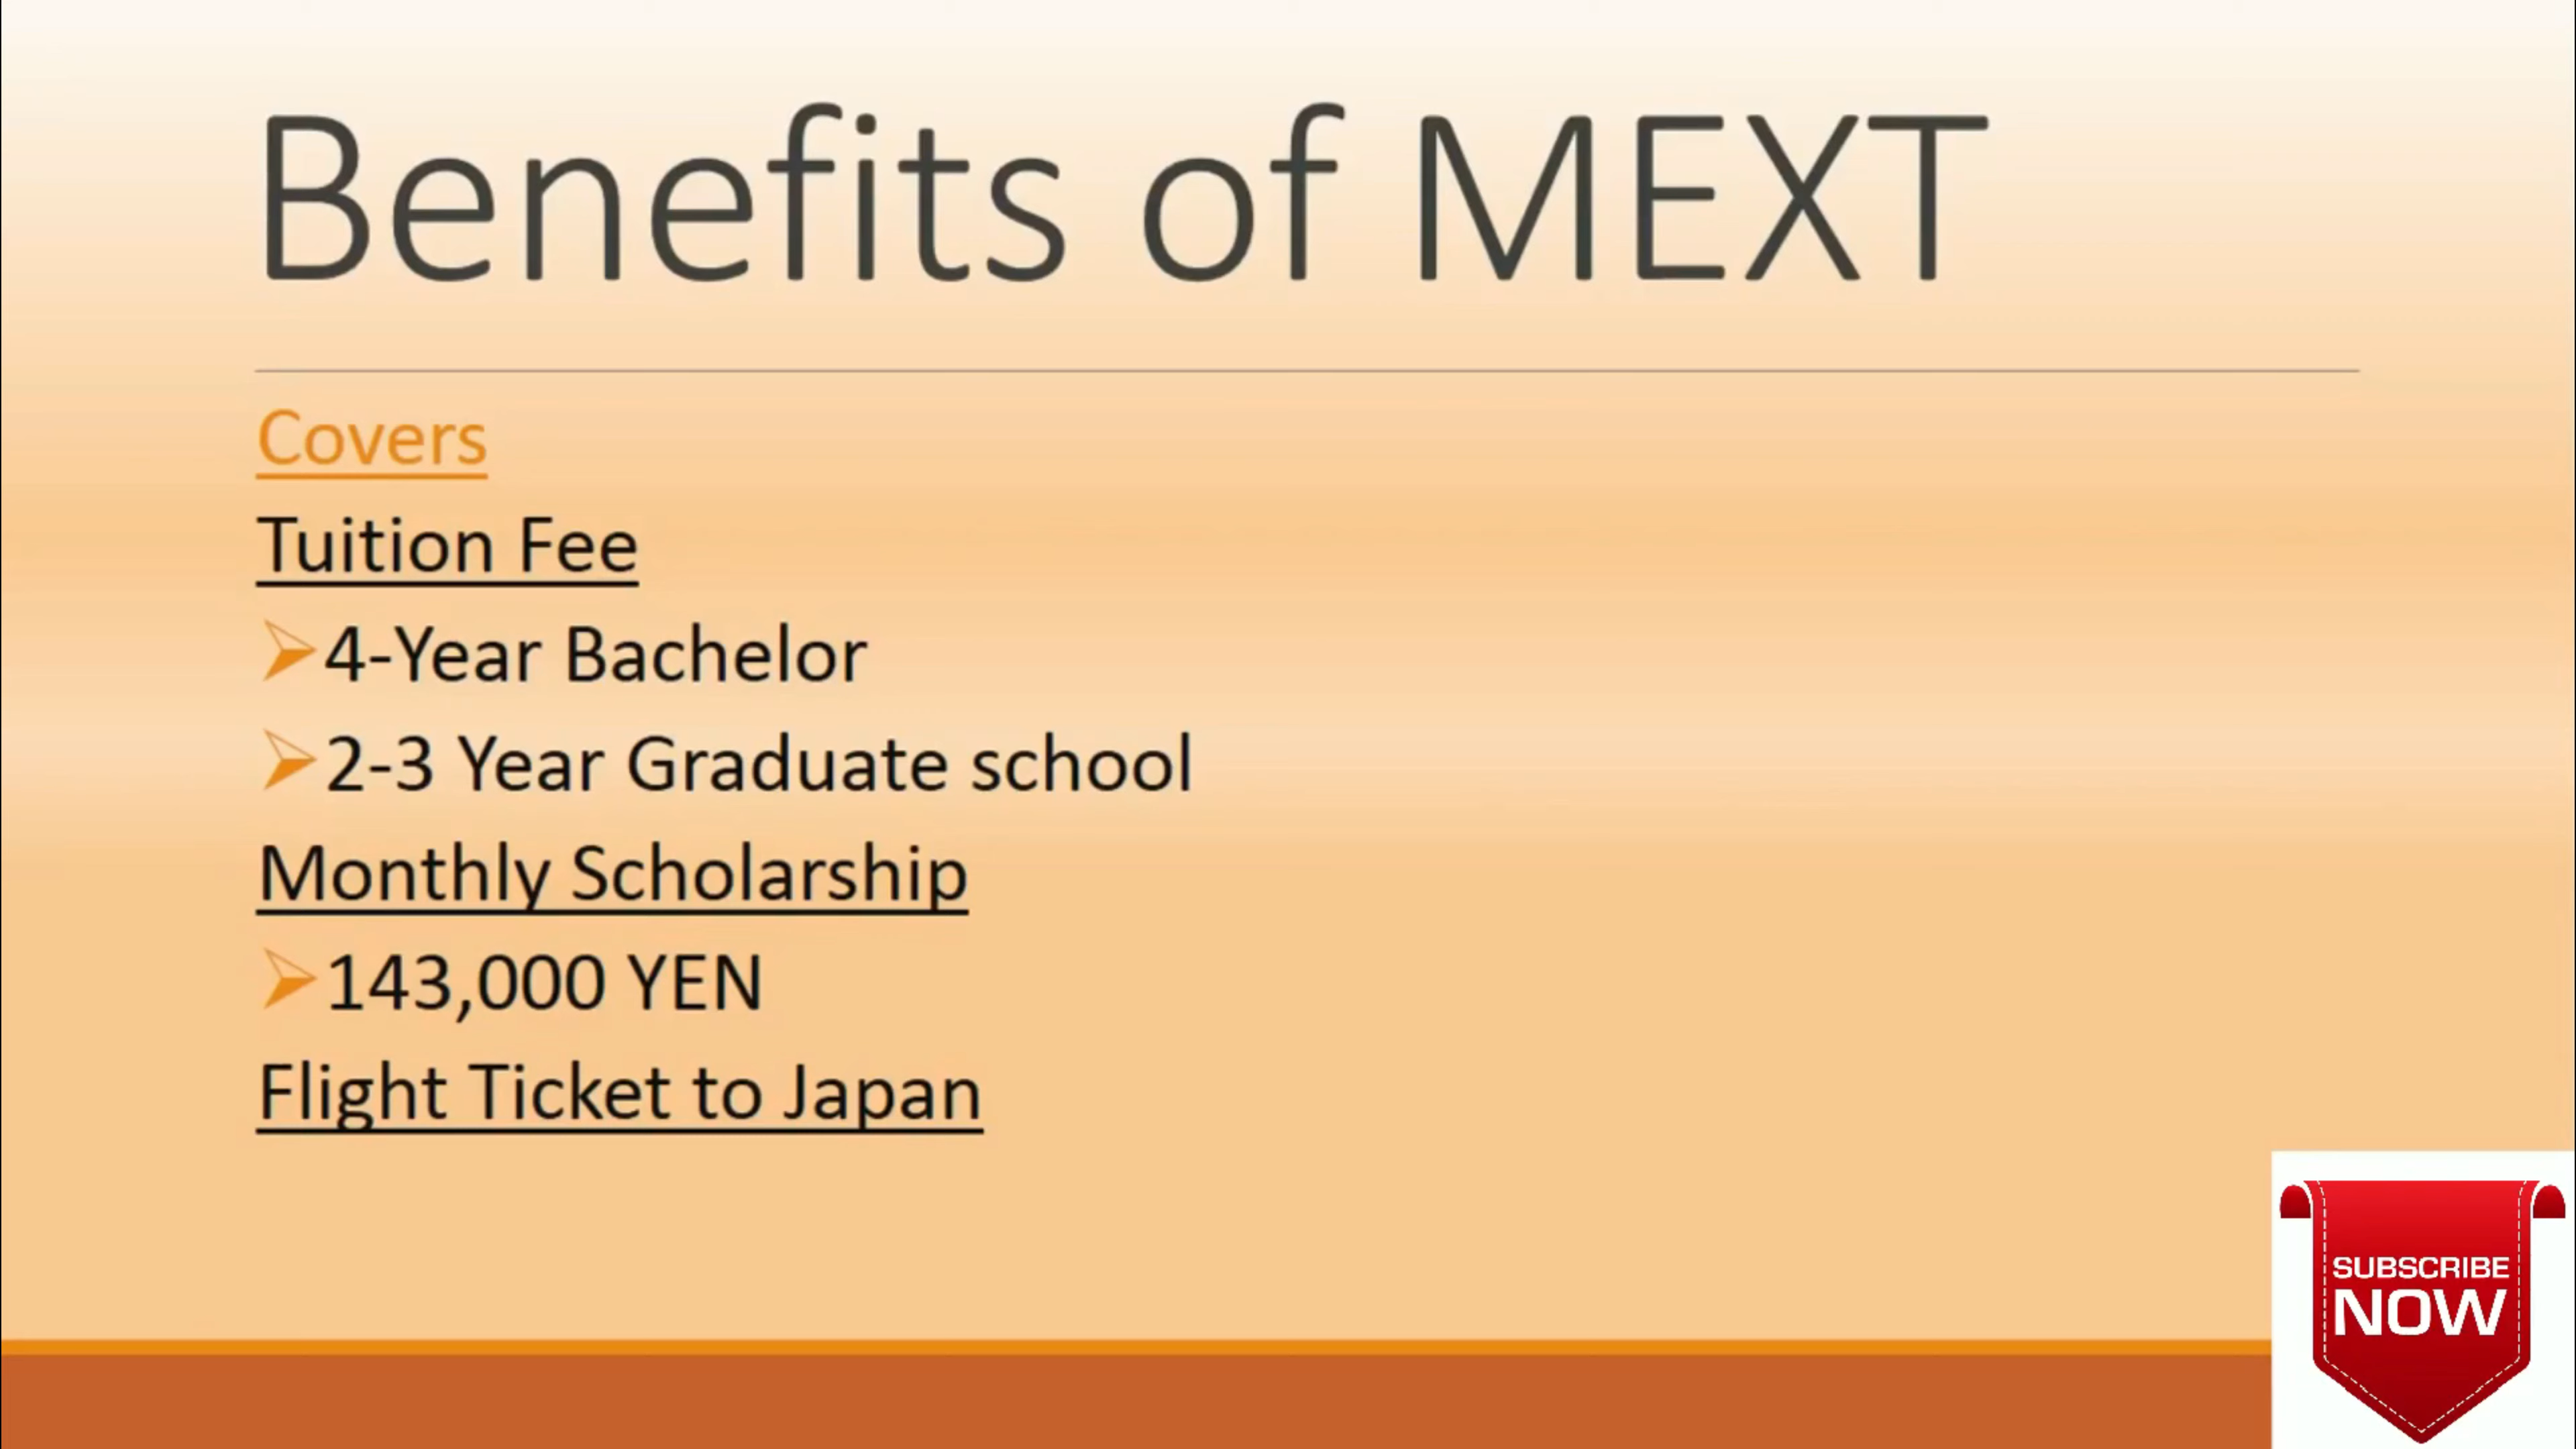 Benefits of MEXT
Covers
Tuition Fee
4-Year Bachelor
2-3 Year Graduate school
Monthly Scholarship
143,000 YEN
Flight Ticket to Japan
SUBSCRIBE
NOW